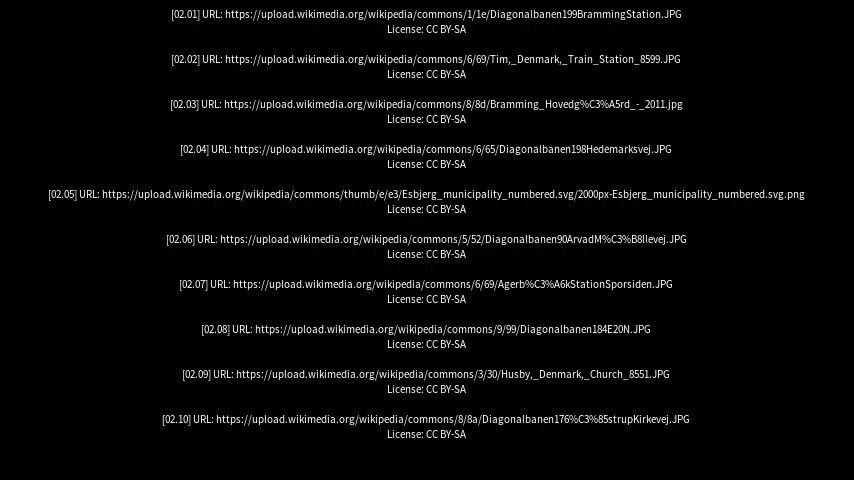 [02.01] URL: https://upload.wikimedia.org/wikipedia/commons/1/1e/Diagonalbanen199BrammingStation.JPG
License: CC BY-SA
[02.02] URL: https://upload.wikimedia.org/wikipedia/commons/6/69/Tim,_Denmark,_Train_Station_8599.JPG
License: CC BY-SA
[02.03] URL: https://upload.wikimedia.org/wikipedia/commons/8/8d/Bramming_Hovedg%C3%A5rd_-_2011.jpg
License: CC BY-SA
[02.04] URL: https://upload.wikimedia.org/wikipedia/commons/6/65/Diagonalbanen198Hedemarksvej.JPG
License: CC BY-SA
[02.05] URL: https://upload.wikimedia.org/wikipedia/commons/thumb/e/e3/Esbjerg_municipality_numbered.svg/2000px-Esbjerg_municipality_numbered.svg.png
License: CC BY-SA
[02.06] URL: https://upload.wikimedia.org/wikipedia/commons/5/52/Diagonalbanen90ArvadM%C3%B8llevej.JPG
License: CC BY-SA
[02.07] URL: https://upload.wikimedia.org/wikipedia/commons/6/69/Agerb%C3%A6kStationSporsiden.JPG
License: CC BY-SA
[02.08] URL: https://upload.wikimedia.org/wikipedia/commons/9/99/Diagonalbanen184E20N.JPG
License: CC BY-SA
[02.09] URL: https://upload.wikimedia.org/wikipedia/commons/3/30/Husby,_Denmark,_Church_8551.JPG
License: CC BY-SA
[02.10] URL: https://upload.wikimedia.org/wikipedia/commons/8/8a/Diagonalbanen176%C3%85strupKirkevej.JPG
License: CC BY-SA